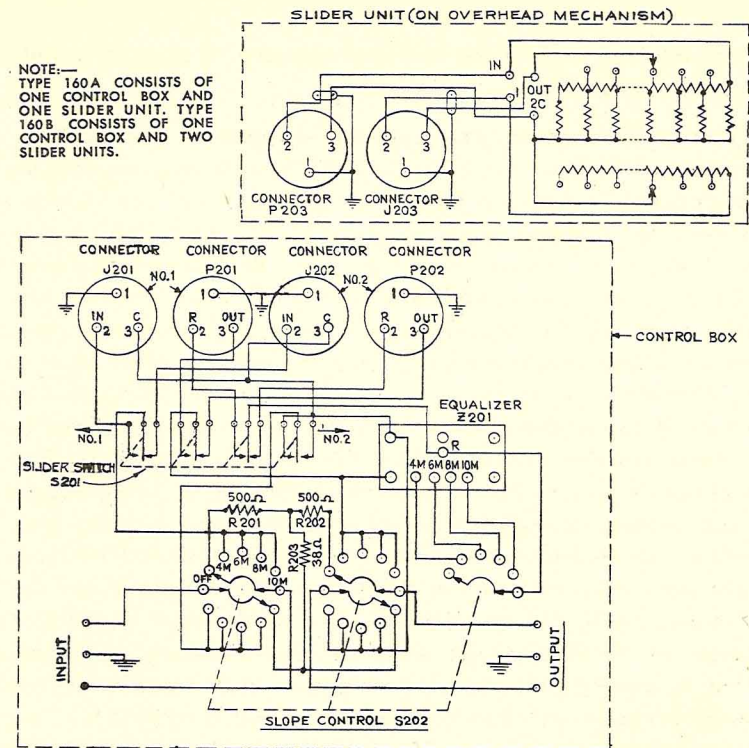 SLIDER UNIT (ON OVERHEAD MECHANISM)
NOTE:—
TYPE 160A CONSISTS OF
ONE CONTROL BOX AND
ONE SLIDER UNIT. TYPE
160B CONSISTS OF ONE
CONTROL BOX AND TWO
SLIDER UNITS.
IN
1
OUT
2C
2 3
1
2 3
1
CONNECTOR
P203
CONNECTOR
J203
CONNECTOR CONNECTOR CONNECTOR CONNECTOR
J201 NO.1 P201 J202 NO.2 P202
1 1 1 1
IN C R OUT IN C R OUT
2 3 2 3 2 3 2 3
CONTROL BOX
NO.1
NO.2
SLIDER SWITCH
S201
EQUALIZER
Z201
R
4M 6M 8M 10M
500Ω
R201
500Ω
R202
R203
38Ω
OFF 4M 6M 8M 10M
INPUT
OUTPUT
SLOPE CONTROL S202